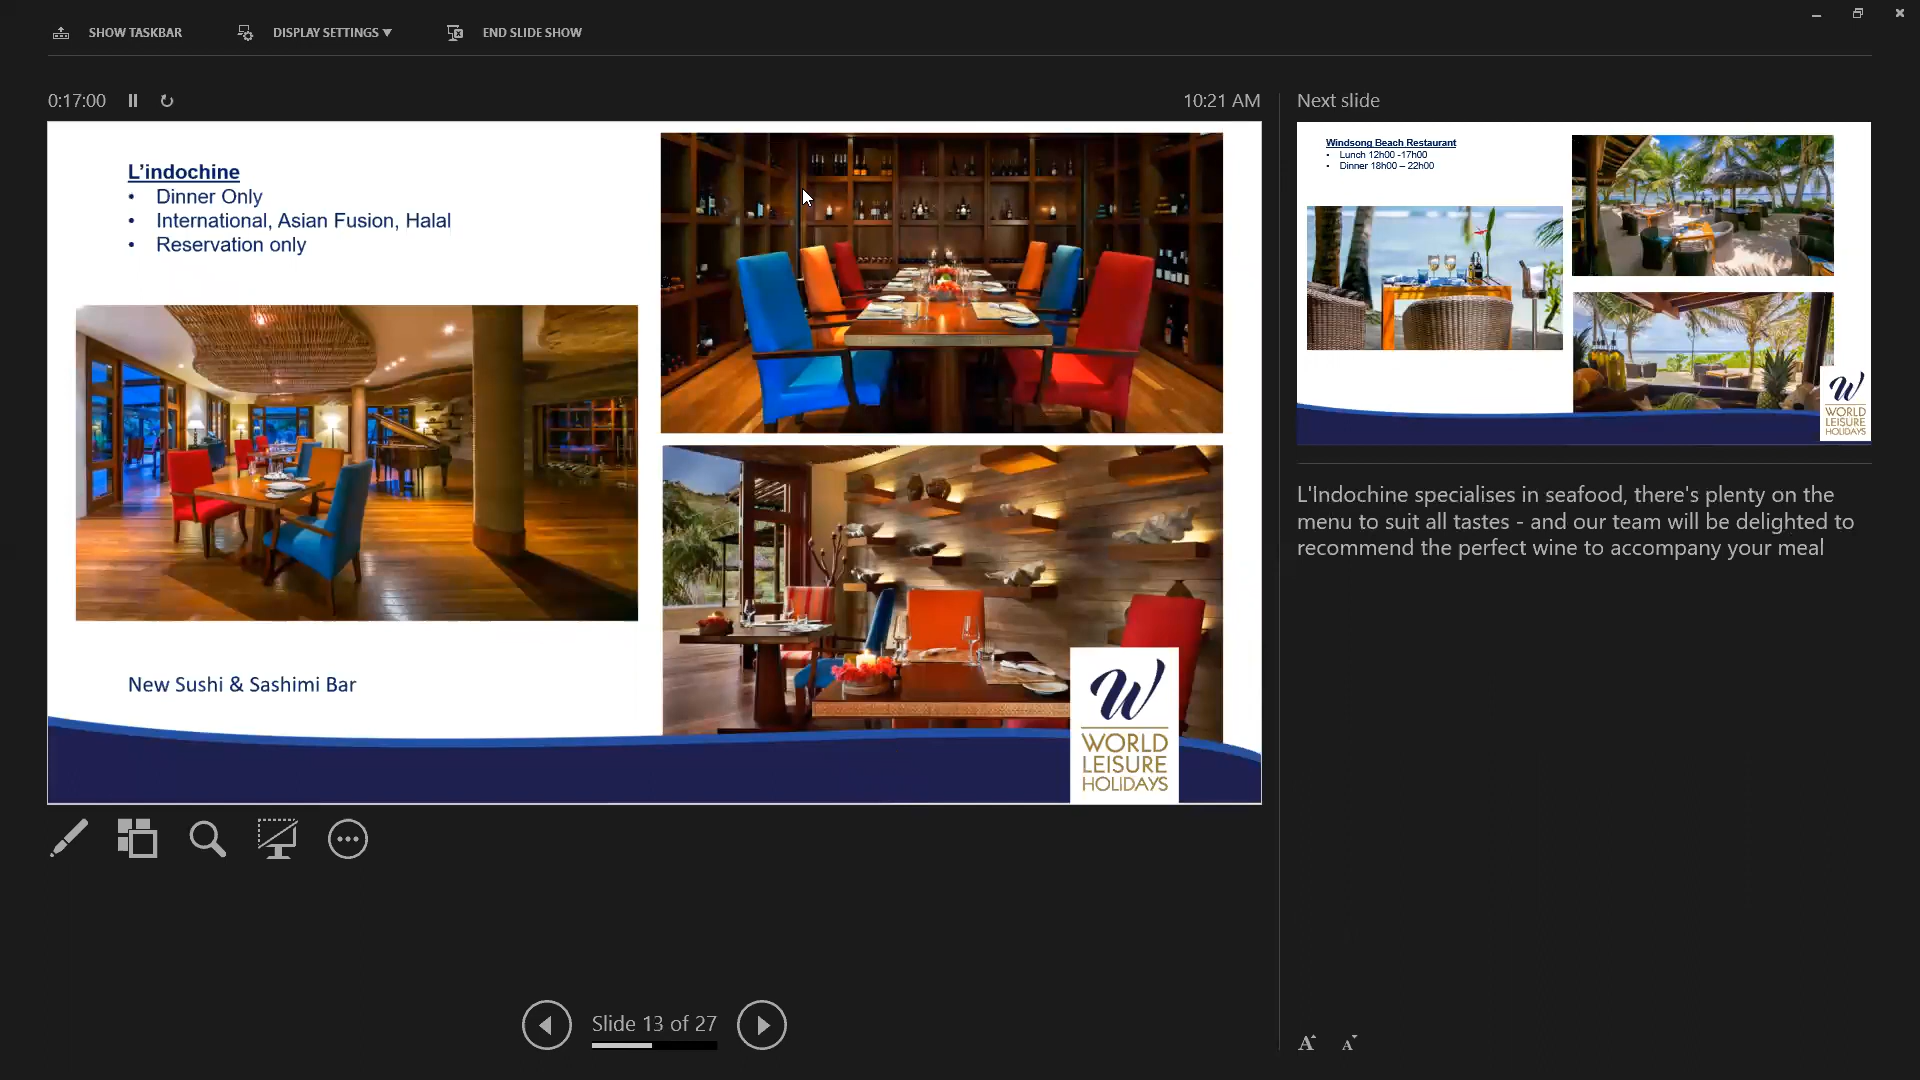 SHOW TASKBAR
DISPLAY SETTINGS ▼
END SLIDE SHOW
0:17:00
10:21 AM
Next slide
L'indochine
• Dinner Only
• International, Asian Fusion, Halal
• Reservation only
New Sushi & Sashimi Bar
W
WORLD
LEISURE
HOLIDAYS
Windsong Beach Restaurant
• Lunch 12h00 -17h00
• Dinner 18h00 – 22h00
W
WORLD
LEISURE
HOLIDAYS
L'Indochine specialises in seafood, there's plenty on the
menu to suit all tastes - and our team will be delighted to
recommend the perfect wine to accompany your meal
Slide 13 of 27
A A